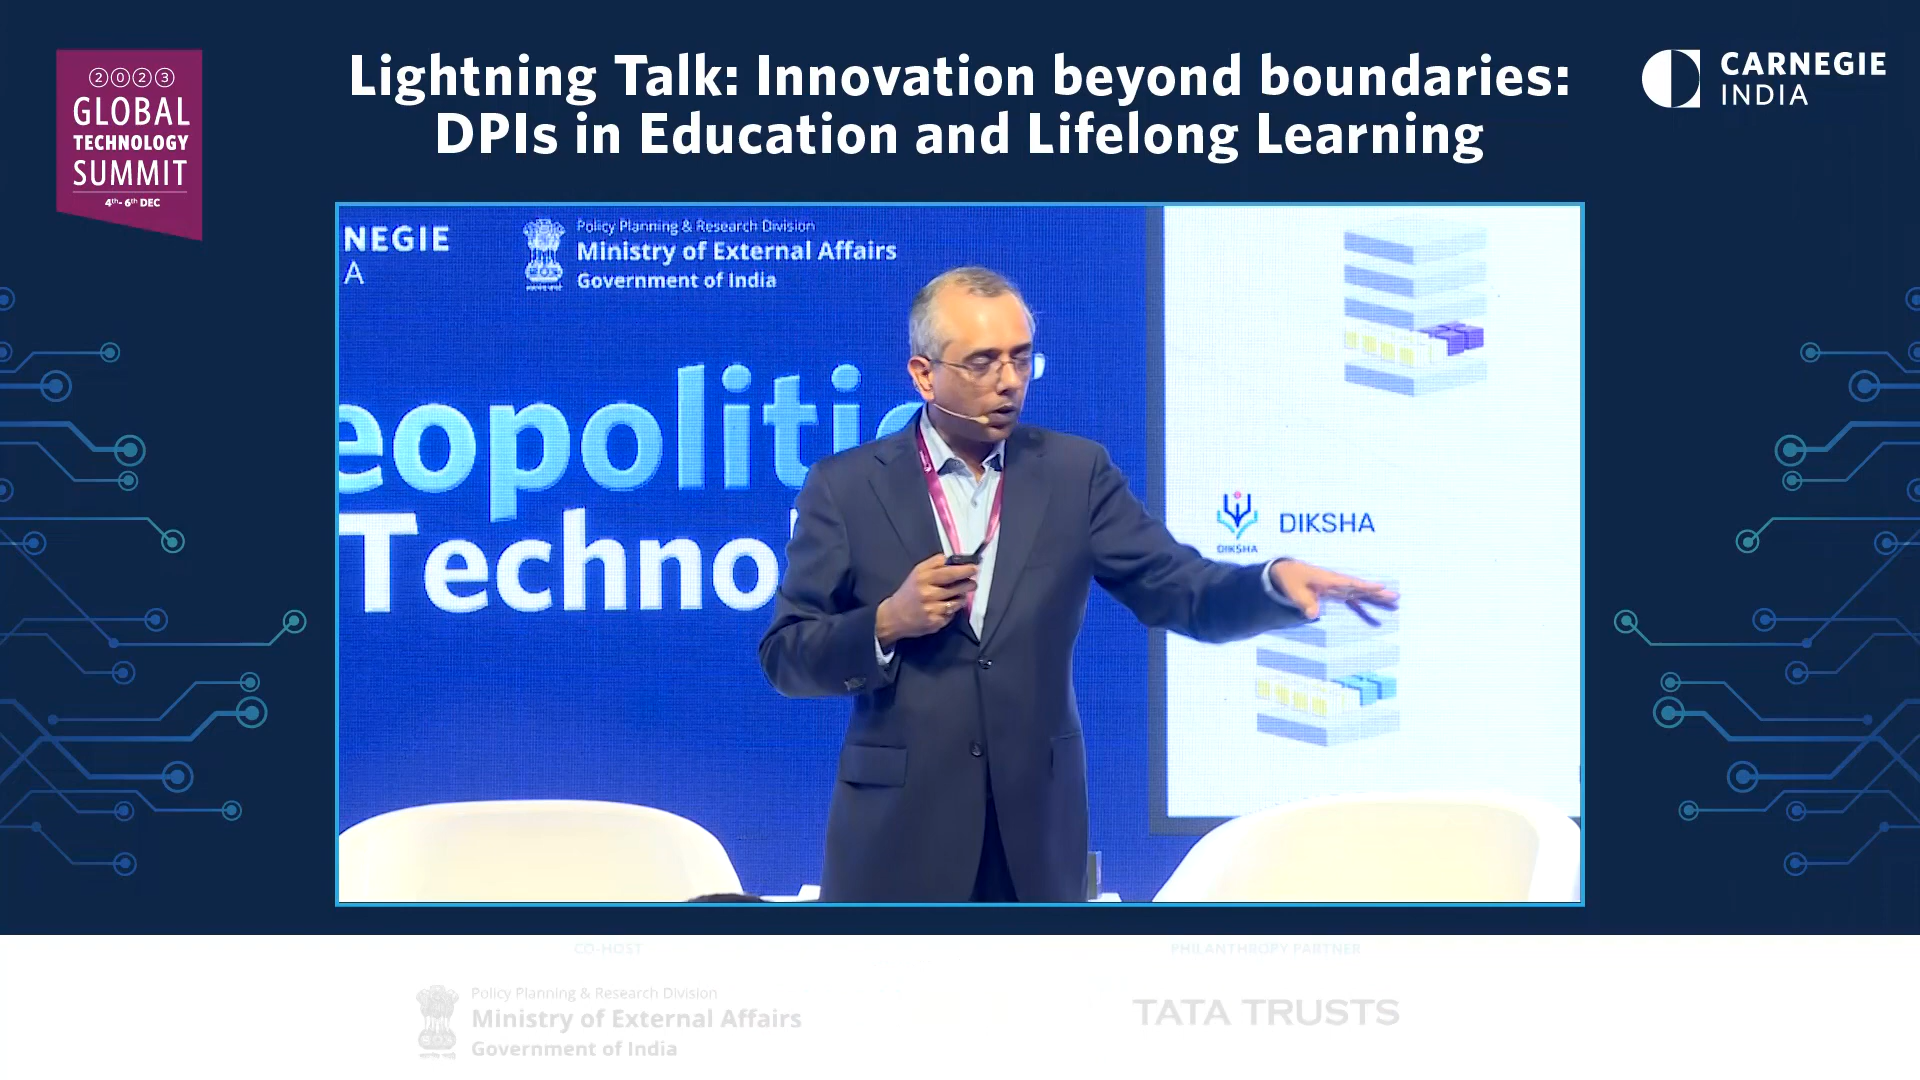 2023
GLOBAL
TECHNOLOGY
SUMMIT
4th- 6th DEC
Lightning Talk: Innovation beyond boundaries:
DPIs in Education and Lifelong Learning
CARNEGIE
INDIA
NEGIE
A
Policy Planning & Research Division
Ministry of External Affairs
Government of India
eopolitic
Technol
DIKSHA
DIKSHA
CO-HOST
Policy Planning & Research Division
Ministry of External Affairs
Government of India
PHILANTHROPY PARTNER
TATA TRUSTS